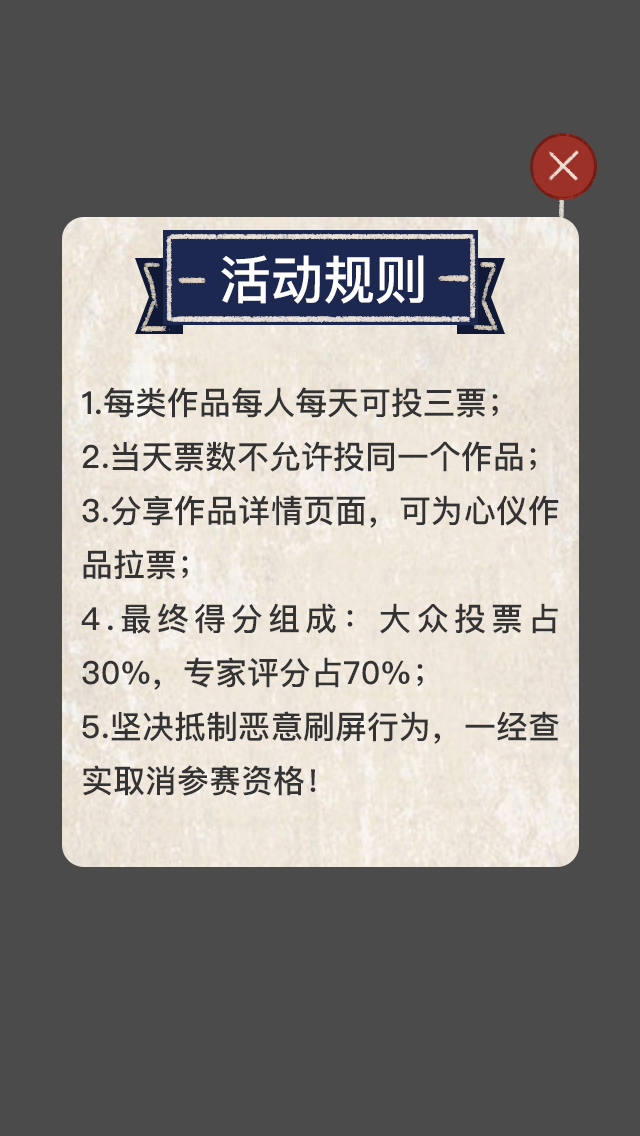 活动规则
1.每类作品每人每天可投三票；
2.当天票数不允许投同一个作品；
3.分享作品详情页面，可为心仪作
品拉票；
4.最终得分组成：大众投票占
30%，专家评分占70%；
5.坚决抵制恶意刷屏行为，一经查
实取消参赛资格！